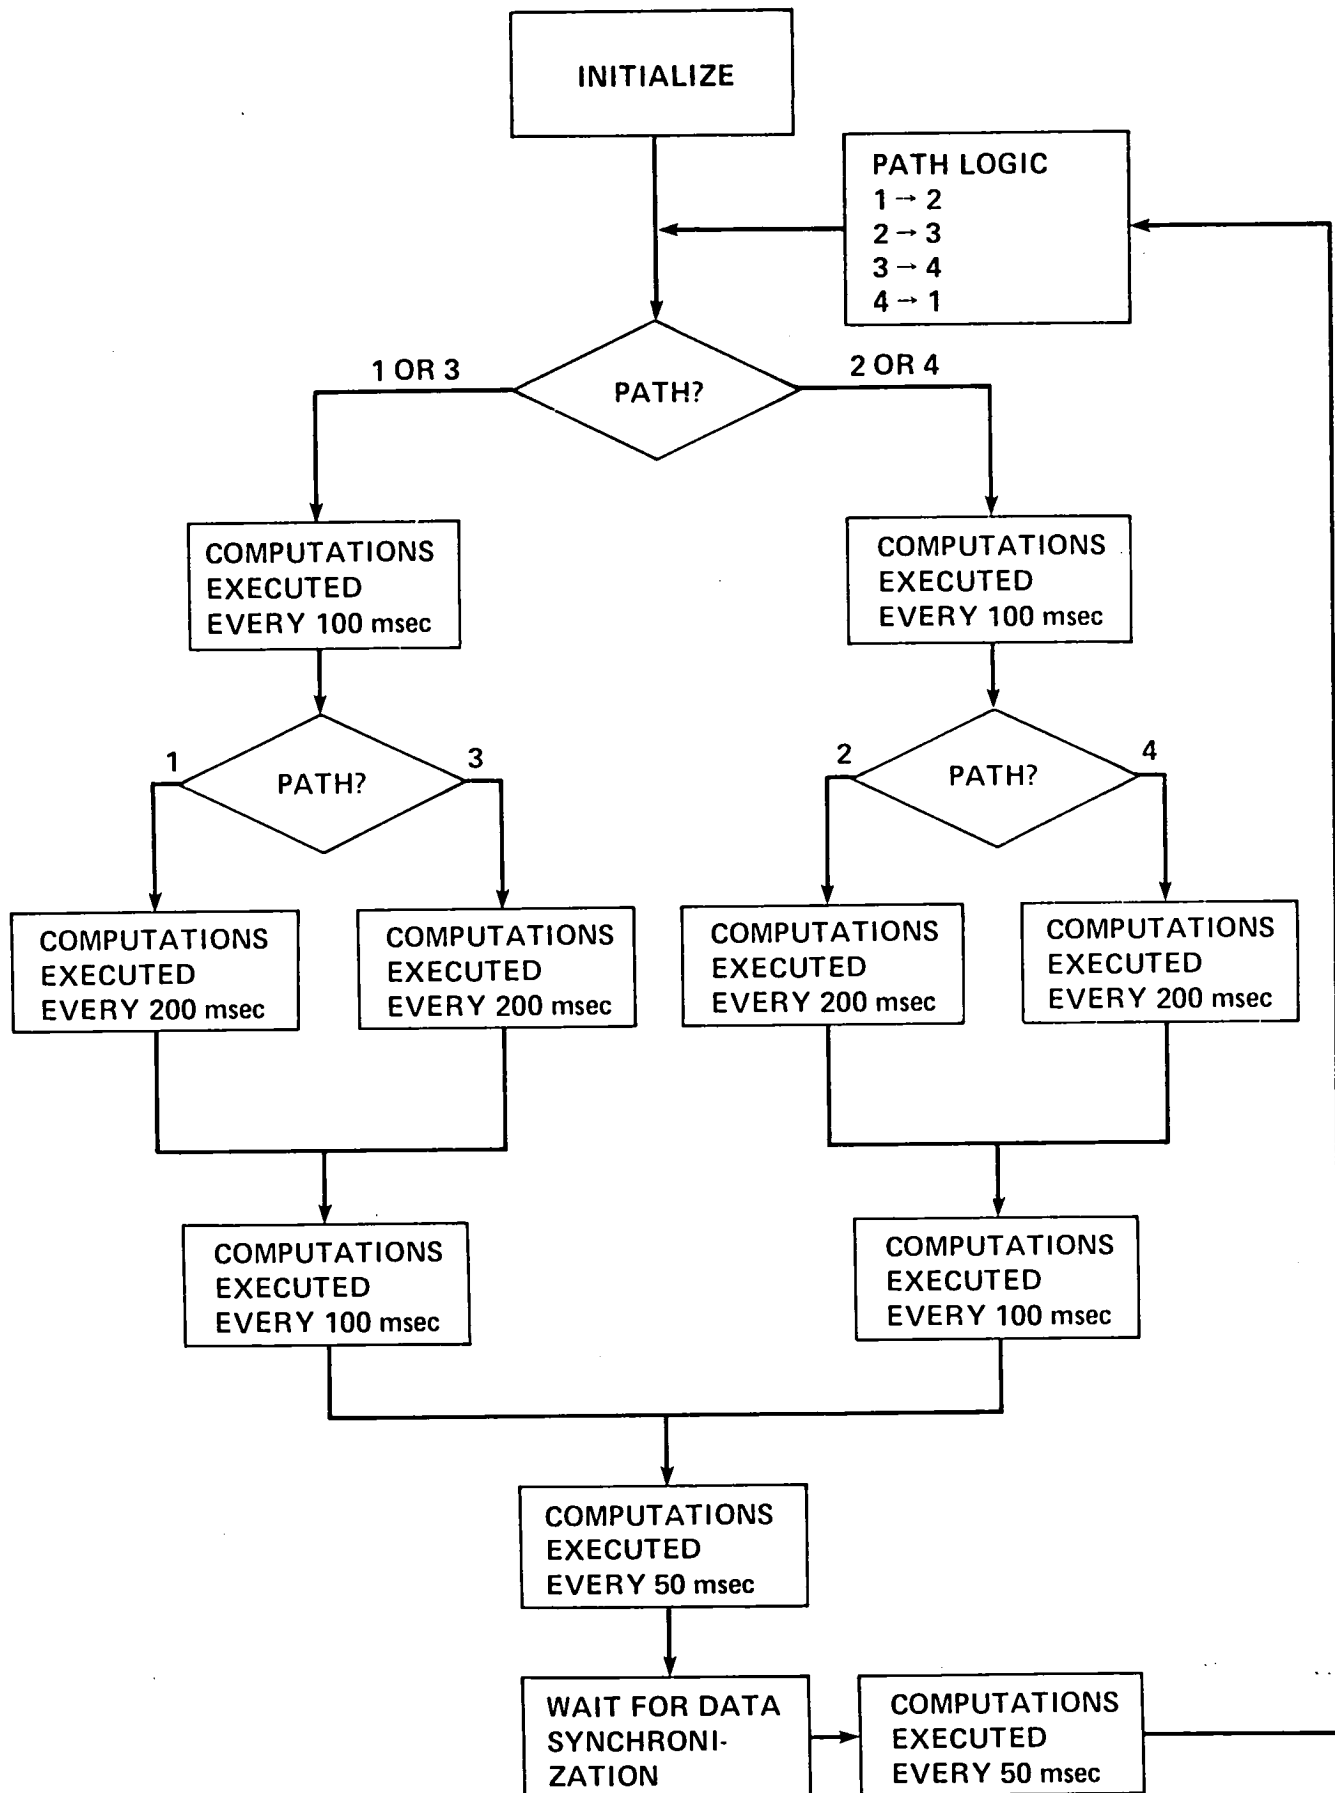 INITIALIZE
PATH LOGIC
1 → 2
2 → 3
3 → 4
4 → 1
1 OR 3
PATH?
2 OR 4
COMPUTATIONS
EXECUTED
EVERY 100 msec
COMPUTATIONS
EXECUTED
EVERY 100 msec
1
PATH?
3
2
PATH?
4
COMPUTATIONS
EXECUTED
EVERY 200 msec
COMPUTATIONS
EXECUTED
EVERY 200 msec
COMPUTATIONS
EXECUTED
EVERY 200 msec
COMPUTATIONS
EXECUTED
EVERY 200 msec
COMPUTATIONS
EXECUTED
EVERY 100 msec
COMPUTATIONS
EXECUTED
EVERY 100 msec
COMPUTATIONS
EXECUTED
EVERY 50 msec
WAIT FOR DATA
SYNCHRONI-
ZATION
COMPUTATIONS
EXECUTED
EVERY 50 msec